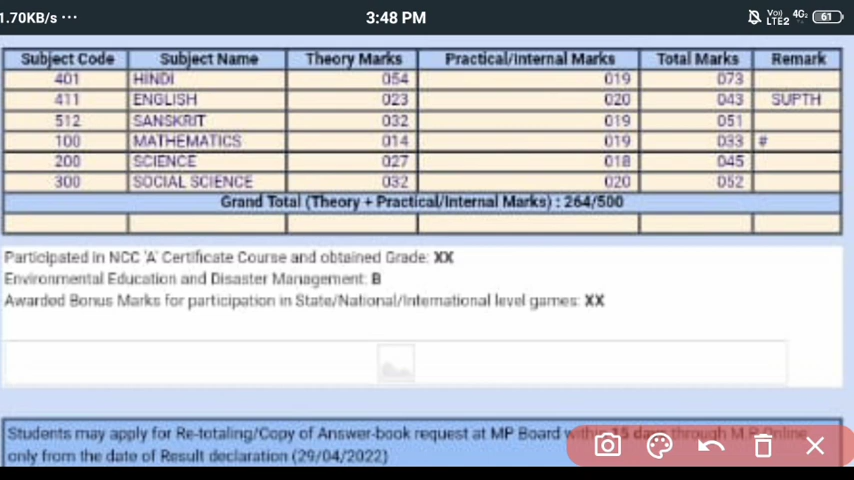 1.70KB/s ... 3:48 PM Vo)) LTE2 4G 61
Subject Code Subject Name Theory Marks Practical/Internal Marks Total Marks Remark
401 HINDI 054 019 073
411 ENGLISH 023 020 043 SUPTH
512 SANSKRIT 032 019 051
100 MATHEMATICS 014 019 033 #
200 SCIENCE 027 018 045
300 SOCIAL SCIENCE 032 020 052
Grand Total (Theory + Practical/Internal Marks) : 264/500
Participated in NCC 'A' Certificate Course and obtained Grade: XX
Environmental Education and Disaster Management: B
Awarded Bonus Marks for participation in State/National/International level games: XX
Students may apply for Re-totaling/Copy of Answer-book request at MP Board within 15 days through M.P.Online
only from the date of Result declaration (29/04/2022)